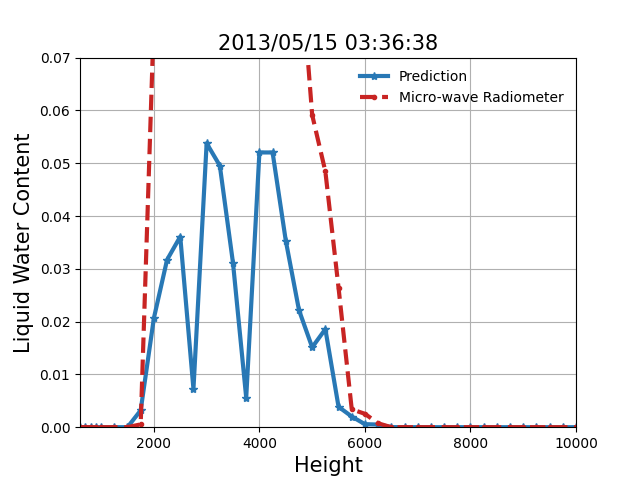 2013/05/15 03:36:38
0.07
0.06
0.05
0.04
0.03
0.02
0.01
0.00
Liquid Water Content
Prediction
Micro-wave Radiometer
2000 4000 6000 8000 10000
Height